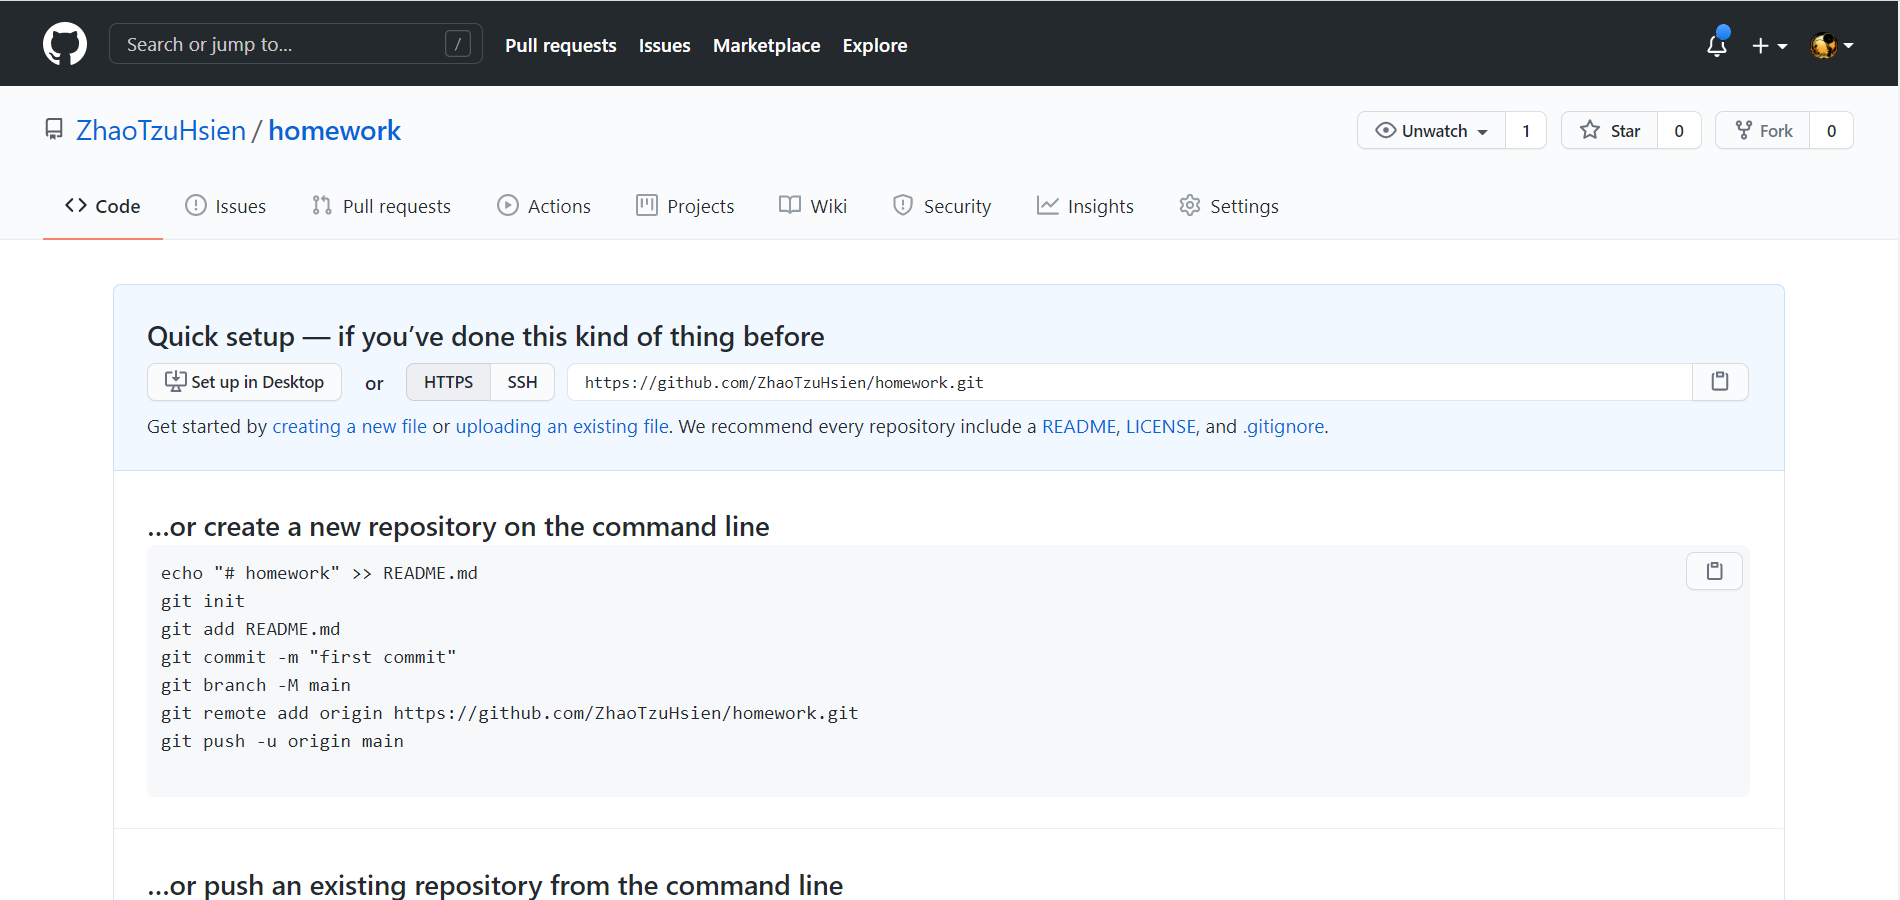 Search or jump to... / Pull requests Issues Marketplace Explore
ZhaoTzuHsien / homework Unwatch 1 Star 0 Fork 0
Code Issues Pull requests Actions Projects Wiki Security Insights Settings
Quick setup — if you’ve done this kind of thing before
Set up in Desktop or HTTPS SSH https://github.com/ZhaoTzuHsien/homework.git
Get started by creating a new file or uploading an existing file. We recommend every repository include a README, LICENSE, and .gitignore.
…or create a new repository on the command line
echo "# homework" >> README.md
git init
git add README.md
git commit -m "first commit"
git branch -M main
git remote add origin https://github.com/ZhaoTzuHsien/homework.git
git push -u origin main
…or push an existing repository from the command line